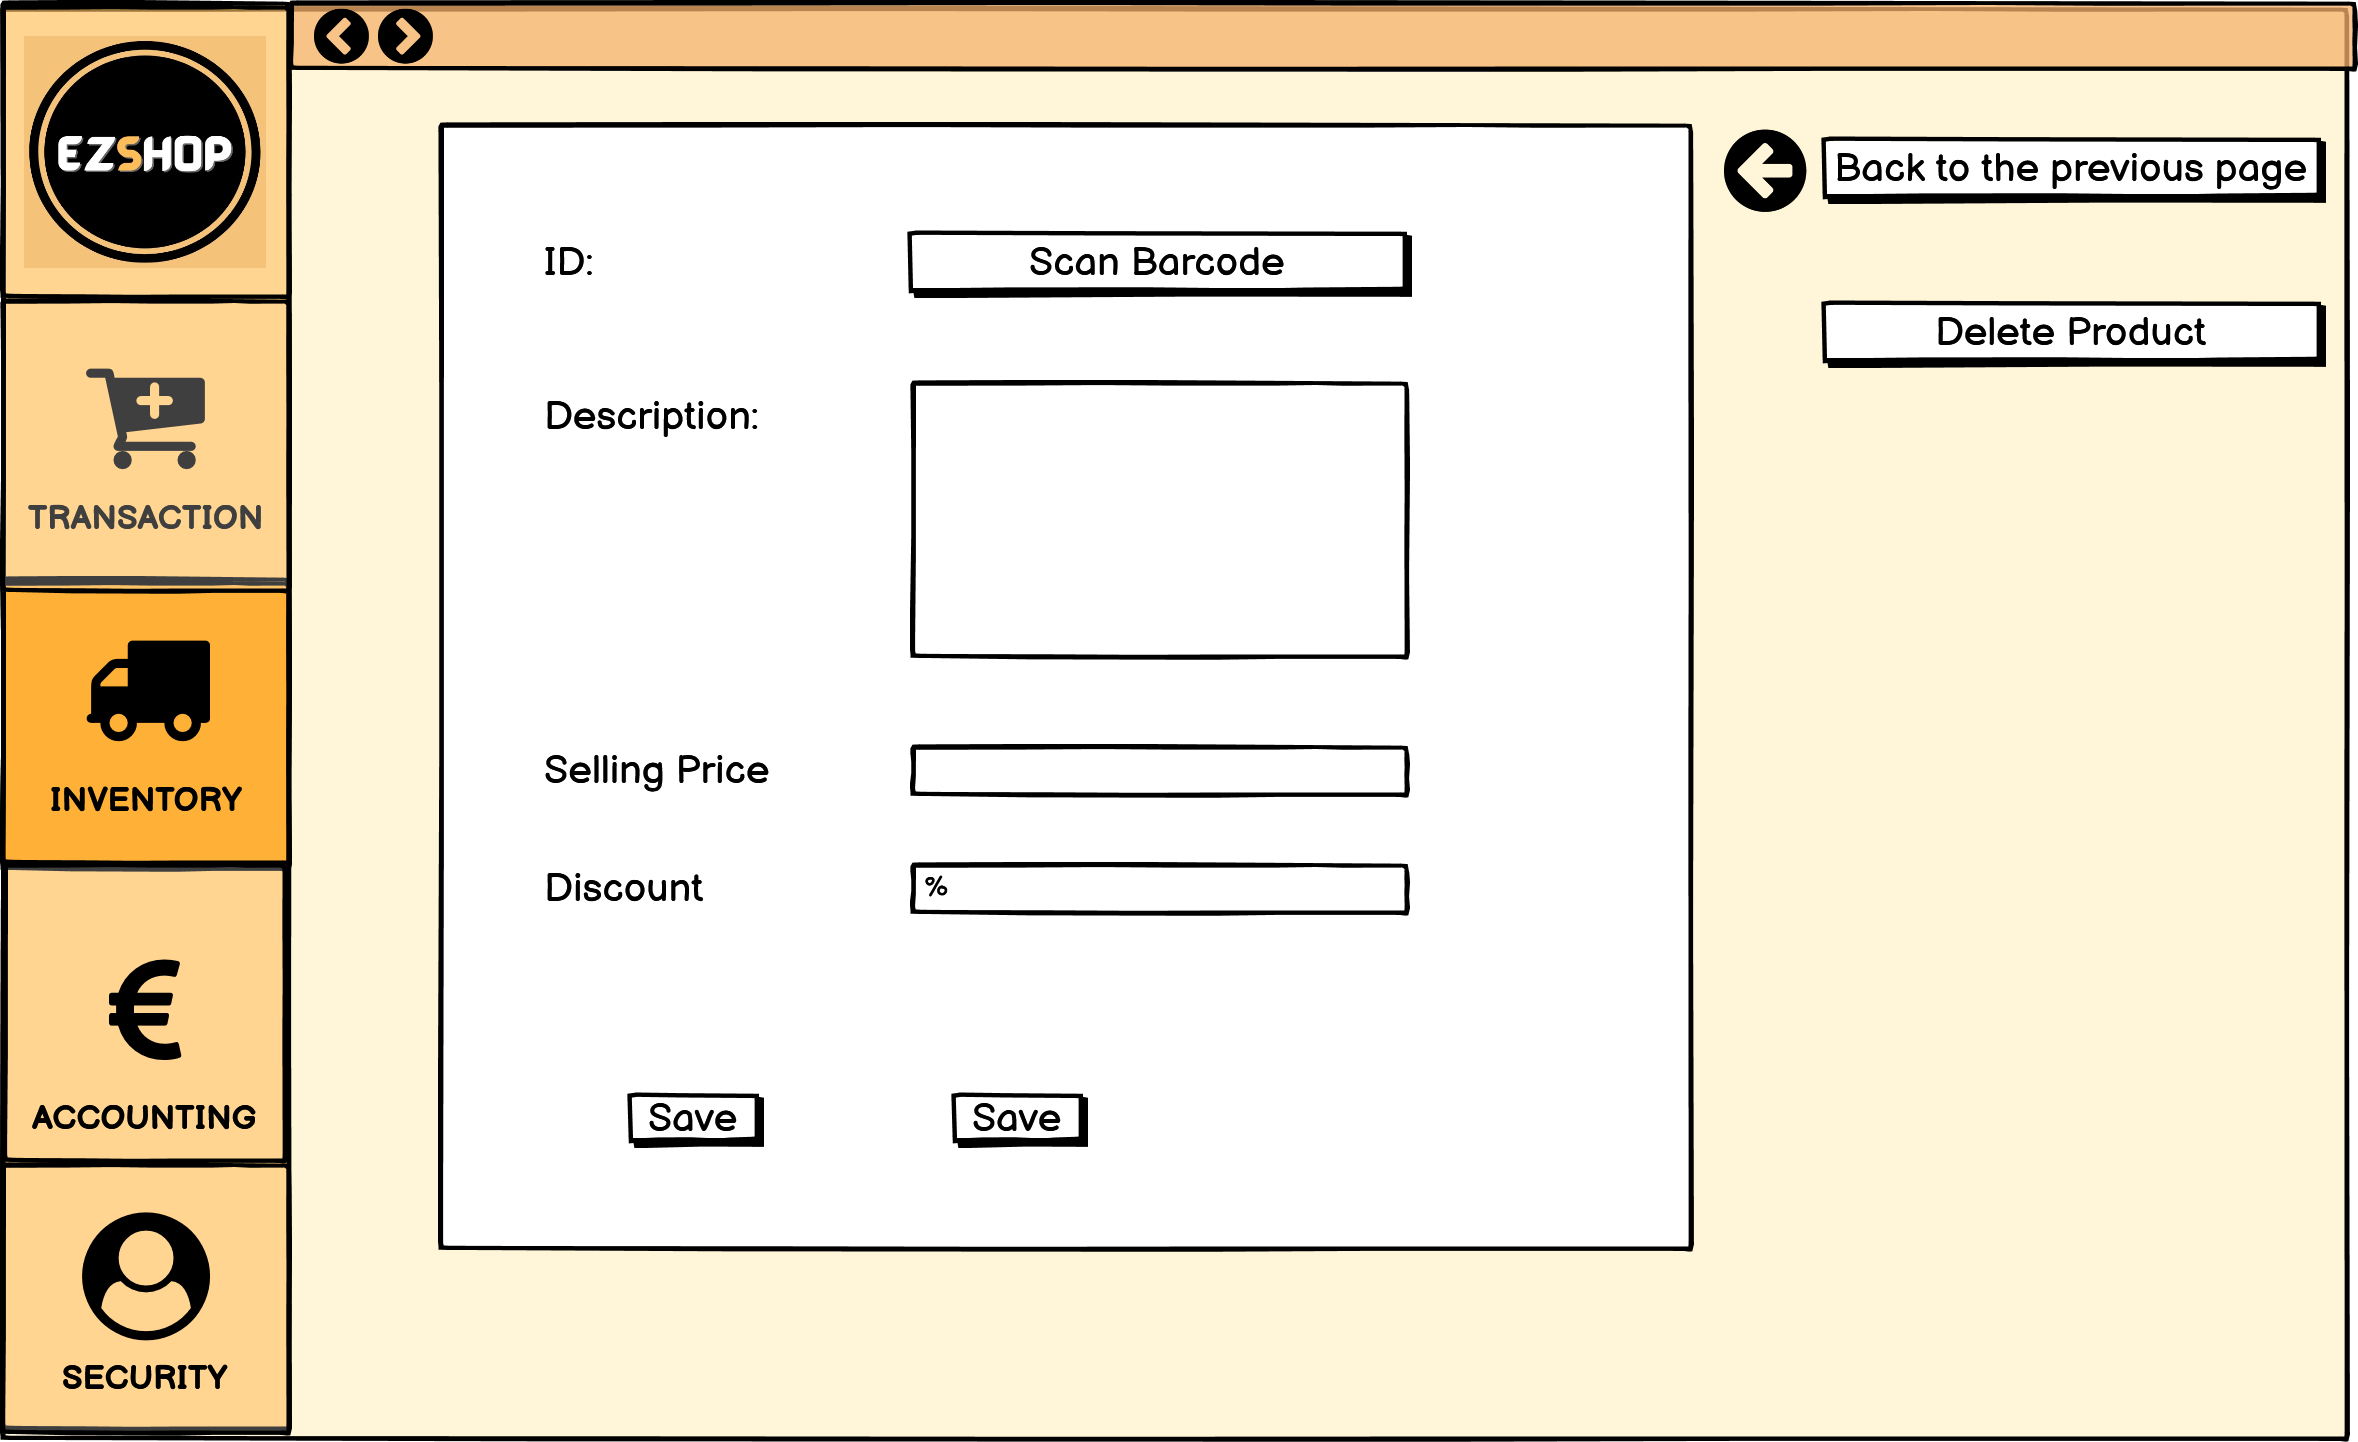 EZSHOP
TRANSACTION
INVENTORY
€
ACCOUNTING
SECURITY
ID:
Scan Barcode
Description:
Selling Price
Discount
%
Save
Save
Back to the previous page
Delete Product